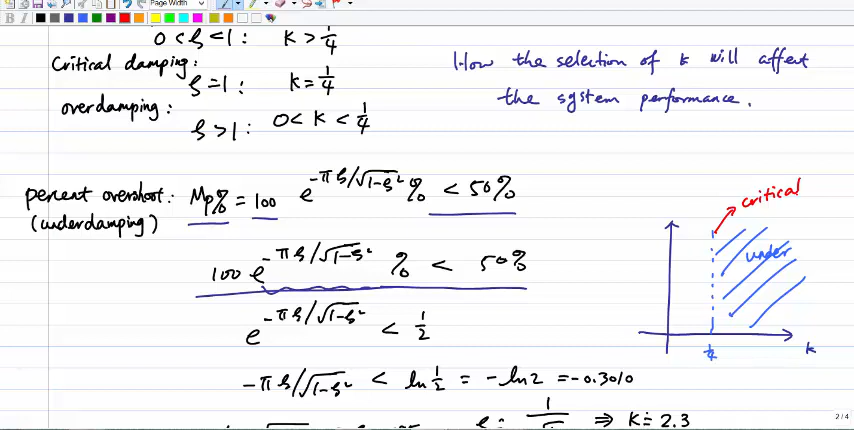 Page Width
0 < ξ < 1 : K > 1/4
Critical damping:
ξ = 1 : K = 1/4
overdamping:
ξ > 1 : 0 < K < 1/4
How the selection of K will affect
the system performance.
percent overshoot: Mp% = 100 e^(-πξ/√(1-ξ²)) % < 50%
(underdamping)
100 e^(-πξ/√(1-ξ²)) % < 50%
e^(-πξ/√(1-ξ²)) < 1/2
-πξ/√(1-ξ²) < ln 1/2 = -ln2 = -0.3010
⇒ K ≐ 2.3
critical
under
1/4
K
2/4